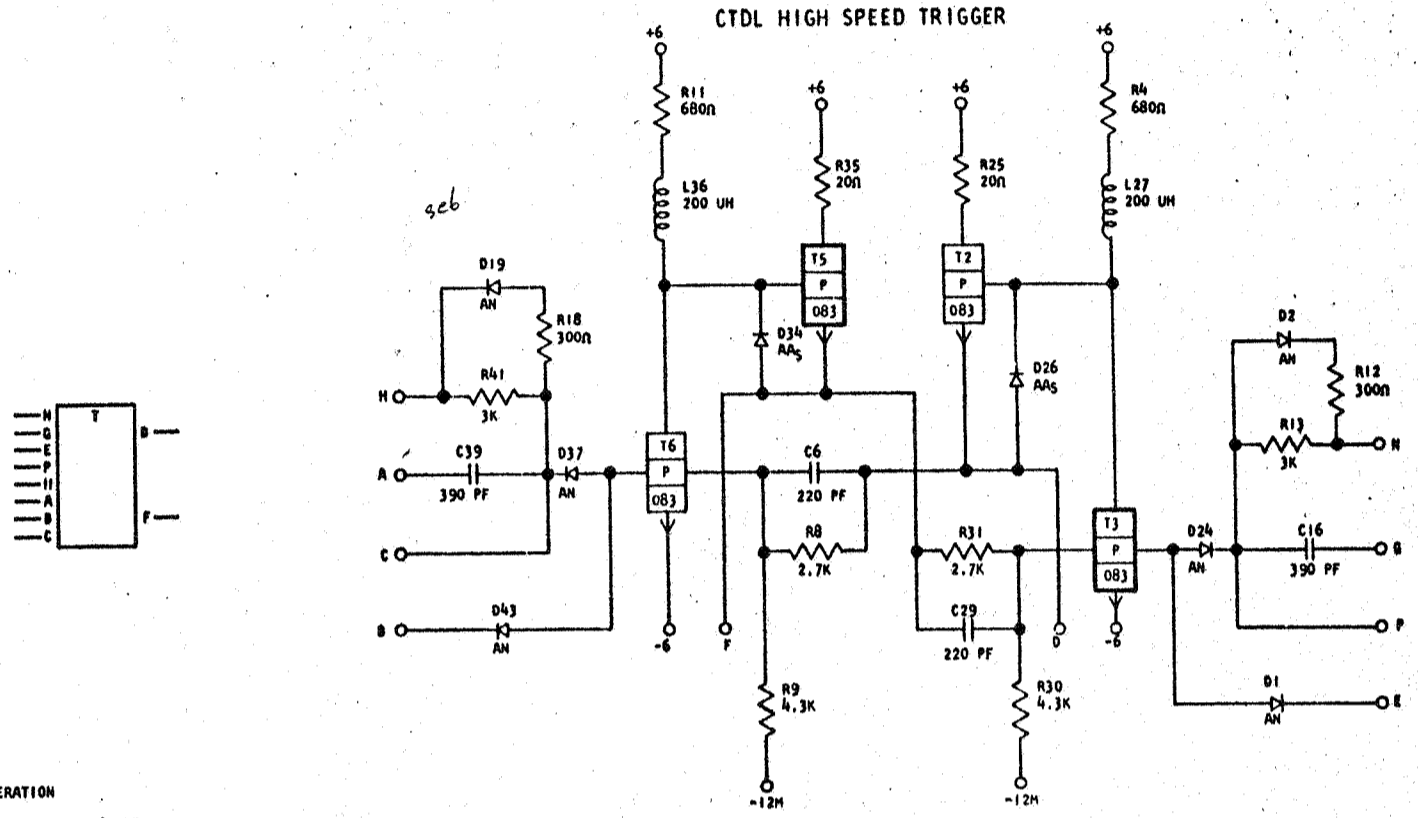 CTDL HIGH SPEED TRIGGER
+6
+6
R11
680Ω
R4
680Ω
+6
+6
R35
20Ω
R25
20Ω
L36
200 UH
L27
200 UH
seb
T5
P
083
T2
P
083
D19
AN
R18
300Ω
D34
AAS
D26
AAS
D2
AN
R12
300Ω
H
R41
3K
R13
3K
N
T
N
G
E
P
H
A
B
C
D
F
A
C39
390 PF
D37
AN
T6
P
083
C6
220 PF
R8
2.7K
R31
2.7K
T3
P
083
D24
AN
C16
390 PF
G
C
B
D43
AN
-6
F
C29
220 PF
D
-6
P
R9
4.3K
R30
4.3K
D1
AN
E
-12M
-12M
ERATION